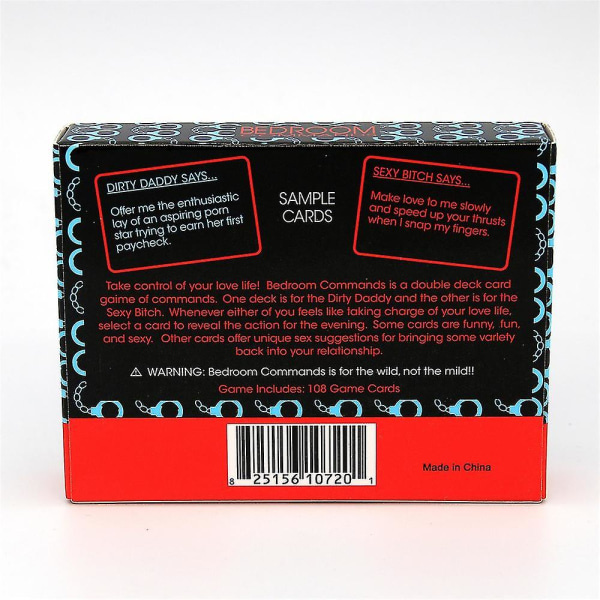 BEDROOM
DIRTY DADDY SAYS...
Offer me the enthusiastic
lay of an aspiring porn
star trying to earn her first
paycheck.
SAMPLE
CARDS
SEXY BITCH SAYS...
Make love to me slowly
and speed up your thrusts
when I snap my fingers.
Take control of your love life! Bedroom Commands is a double deck card
gaime of commands. One deck is for the Dirty Daddy and the other is for the
Sexy Bitch. Whenever either of you feels like taking charge of your love life,
select a card to reveal the action for the evening. Some cards are funny, fun,
and sexy. Other cards offer unique sex suggestions for bringing some variety
back into your relationship.
⚠ WARNING: Bedroom Commands is for the wild, not the mild!!
Game Includes: 108 Game Cards
8 25156 10720 1
Made in China